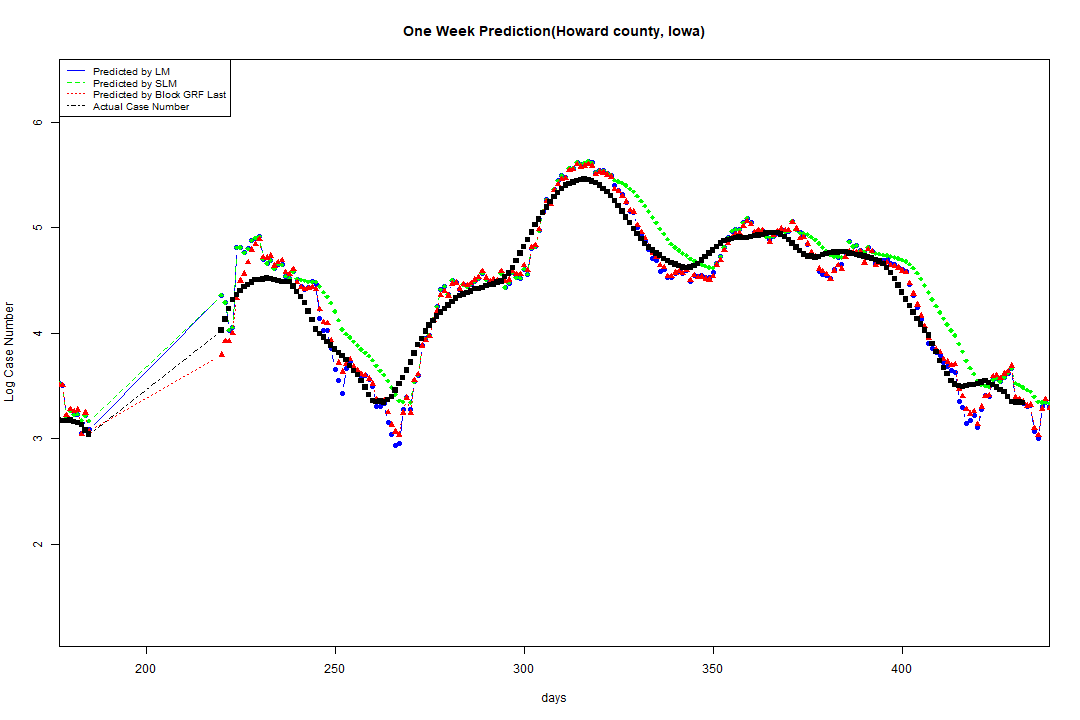 One Week Prediction(Howard county, Iowa)
Predicted by LM
Predicted by SLM
Predicted by Block GRF Last
Actual Case Number
Log Case Number
6
5
4
3
2
200
250
300
350
400
days